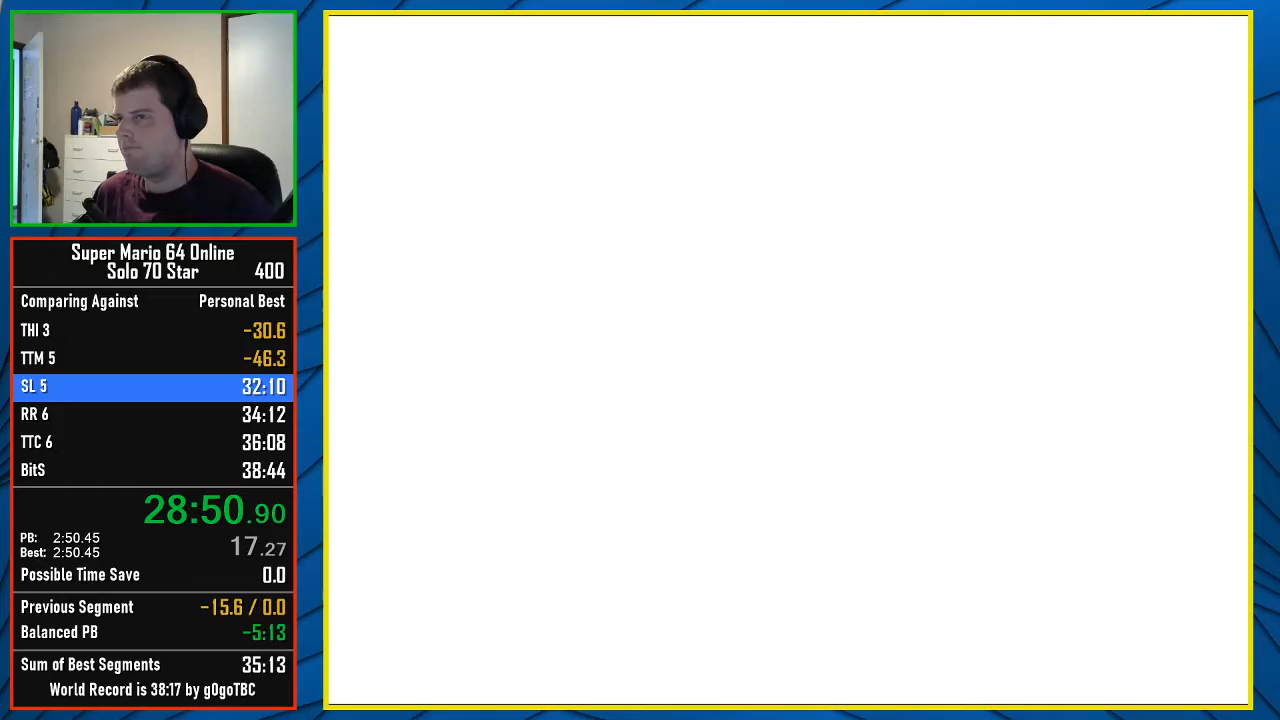 Super Mario 64 Online
Solo 70 Star 400
Comparing Against Personal Best
THI 3 -30.6
TTM 5 -46.3
SL 5 32:10
RR 6 34:12
TTC 6 36:08
BitS 38:44
28:50.90
PB: 2:50.45
17.27
Best: 2:50.45
Possible Time Save 0.0
Previous Segment -15.6 / 0.0
Balanced PB -5:13
Sum of Best Segments 35:13
World Record is 38:17 by g0goTBC